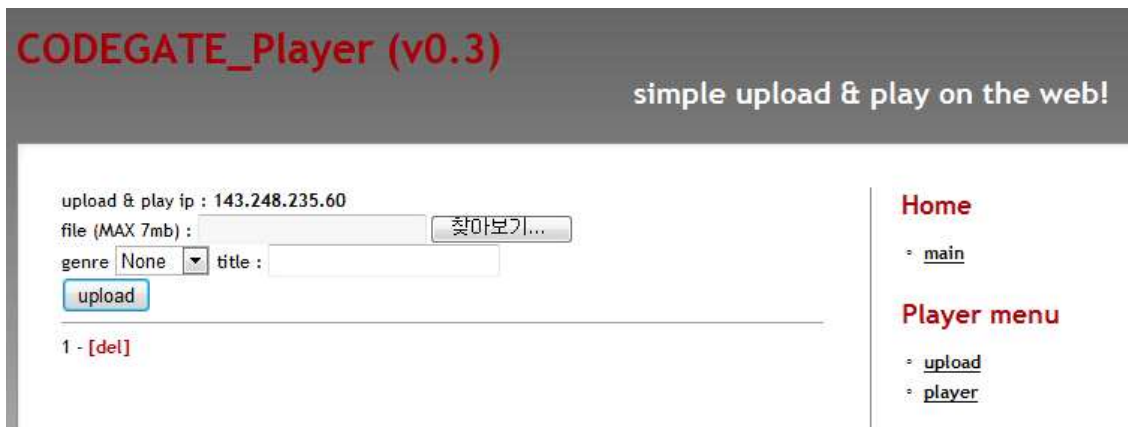 CODEGATE_Player (v0.3)
simple upload & play on the web!
upload & play ip : 143.248.235.60
file (MAX 7mb) : 찾아보기...
genre None title :
upload
1 - [del]
Home
main
Player menu
upload
player